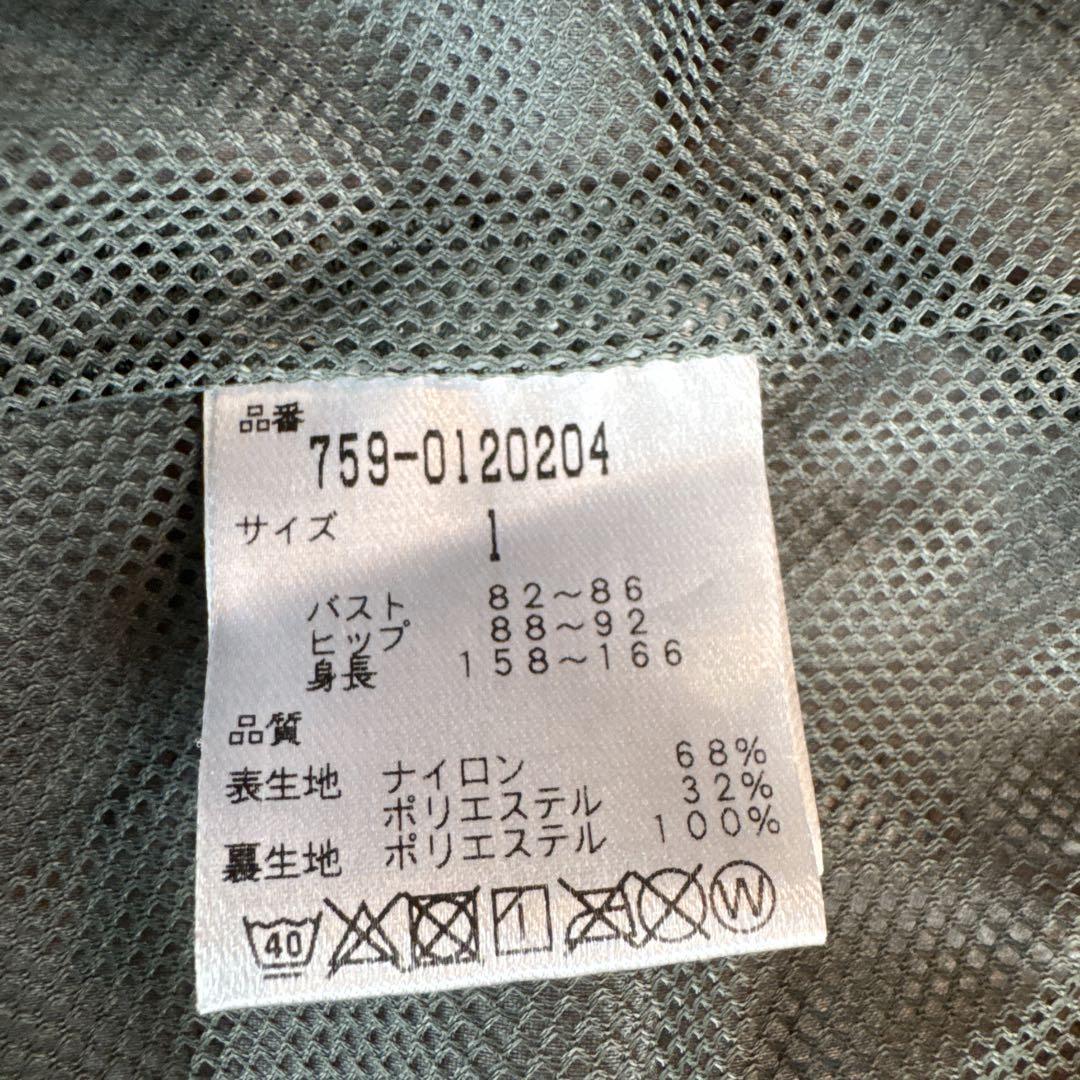 品番
759-0120204
サイズ 1
バスト 82～86
ヒップ 88～92
身長 158～166
品質
表生地 ナイロン 68%
ポリエステル 32%
裏生地 ポリエステル 100%
40 W